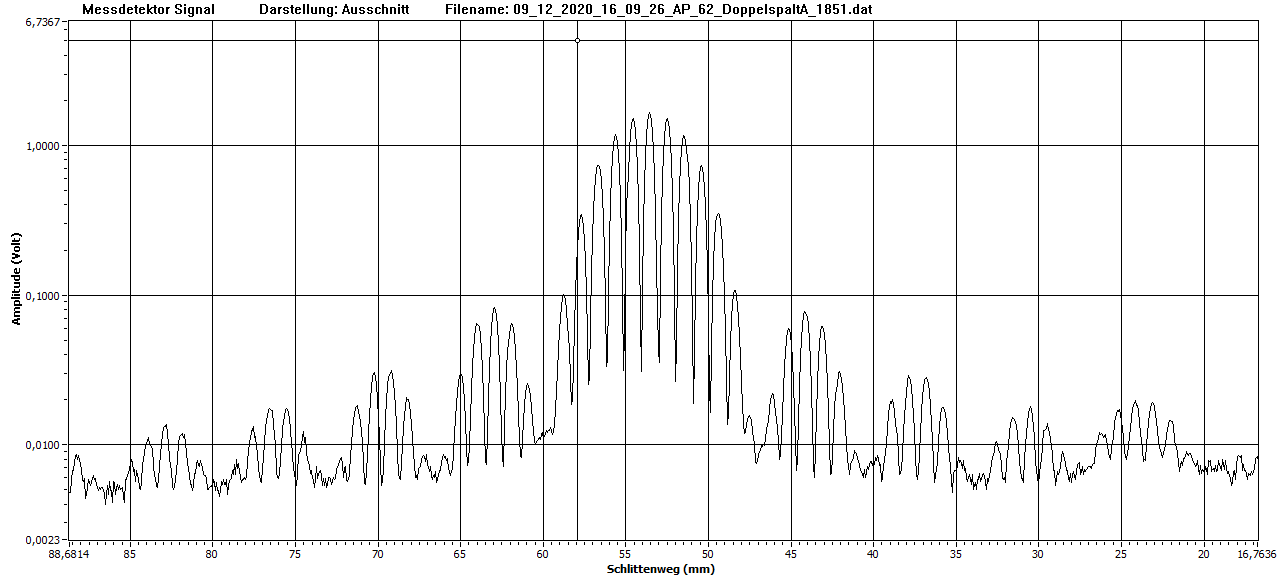 Messdetektor Signal Darstellung: Ausschnitt Filename: 09_12_2020_16_09_26_AP_62_DoppelspaltA_1851.dat
6,7367
1,0000
0,1000
0,0100
0,0023
Amplitude (Volt)
88,6814 85 80 75 70 65 60 55 50 45 40 35 30 25 20 16,7636
Schlittenweg (mm)